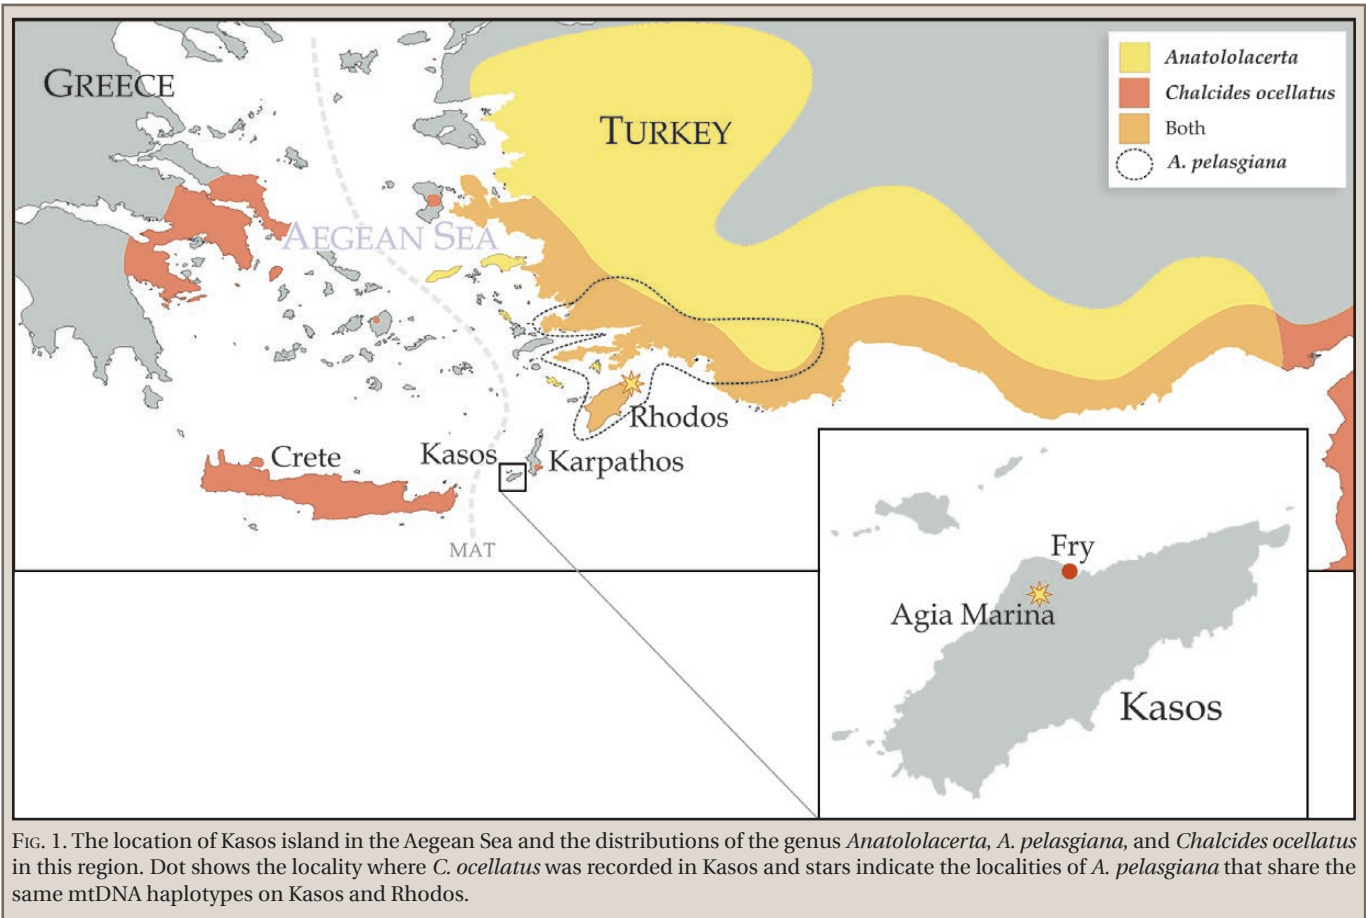 GREECE
TURKEY
Anatololacerta
Chalcides ocellatus
Both
A. pelasgiana
AEGEAN SEA
Rhodos
Crete
Kasos
Karpathos
MAT
Fry
Agia Marina
Kasos
FIG. 1. The location of Kasos island in the Aegean Sea and the distributions of the genus Anatololacerta, A. pelasgiana, and Chalcides ocellatus
in this region. Dot shows the locality where C. ocellatus was recorded in Kasos and stars indicate the localities of A. pelasgiana that share the
same mtDNA haplotypes on Kasos and Rhodos.